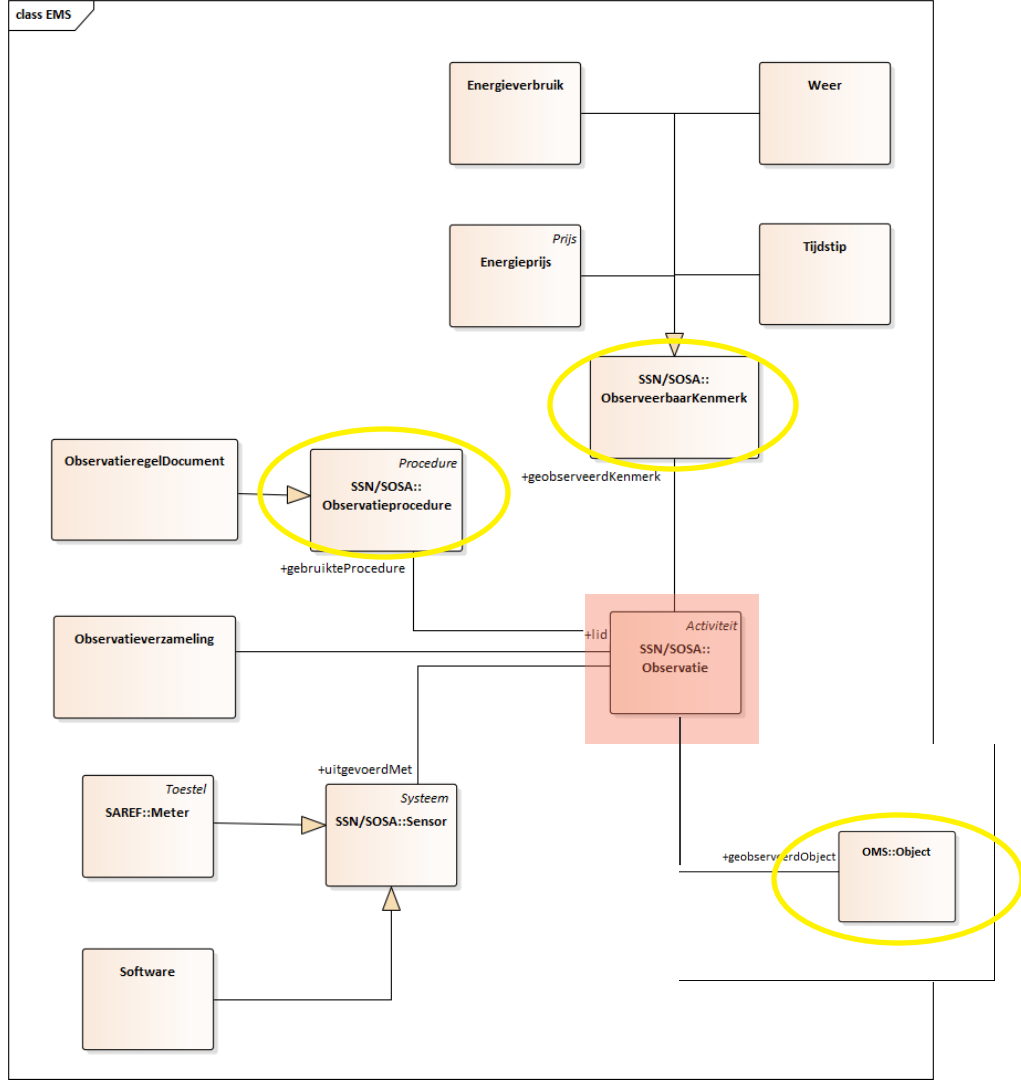 class EMS
Energieverbruik
Weer
Prijs
Energieprijs
Tijdstip
SSN/SOSA::
ObserveerbaarKenmerk
+geobserveerdKenmerk
ObservatieregelDocument
Procedure
SSN/SOSA::
Observatieprocedure
+gebruikteProcedure
Observatieverzameling
+lid
Activiteit
SSN/SOSA::
Observatie
+uitgevoerdMet
Toestel
SAREF::Meter
Systeem
SSN/SOSA::Sensor
+geobserveerdObject
OMS::Object
Software